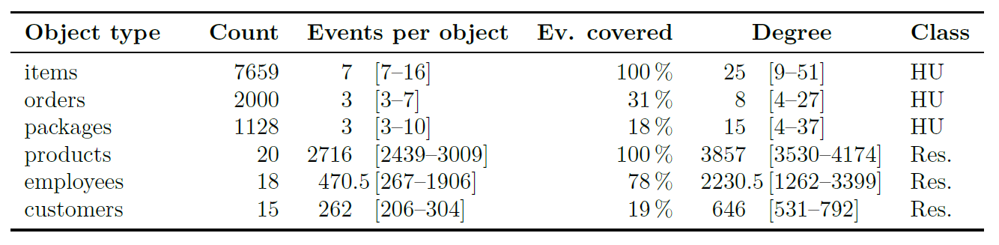 Object type Count Events per object Ev. covered Degree Class
items 7659 7 [7–16] 100 % 25 [9–51] HU
orders 2000 3 [3–7] 31 % 8 [4–27] HU
packages 1128 3 [3–10] 18 % 15 [4–37] HU
products 20 2716 [2439–3009] 100 % 3857 [3530–4174] Res.
employees 18 470.5 [267–1906] 78 % 2230.5 [1262–3399] Res.
customers 15 262 [206–304] 19 % 646 [531–792] Res.